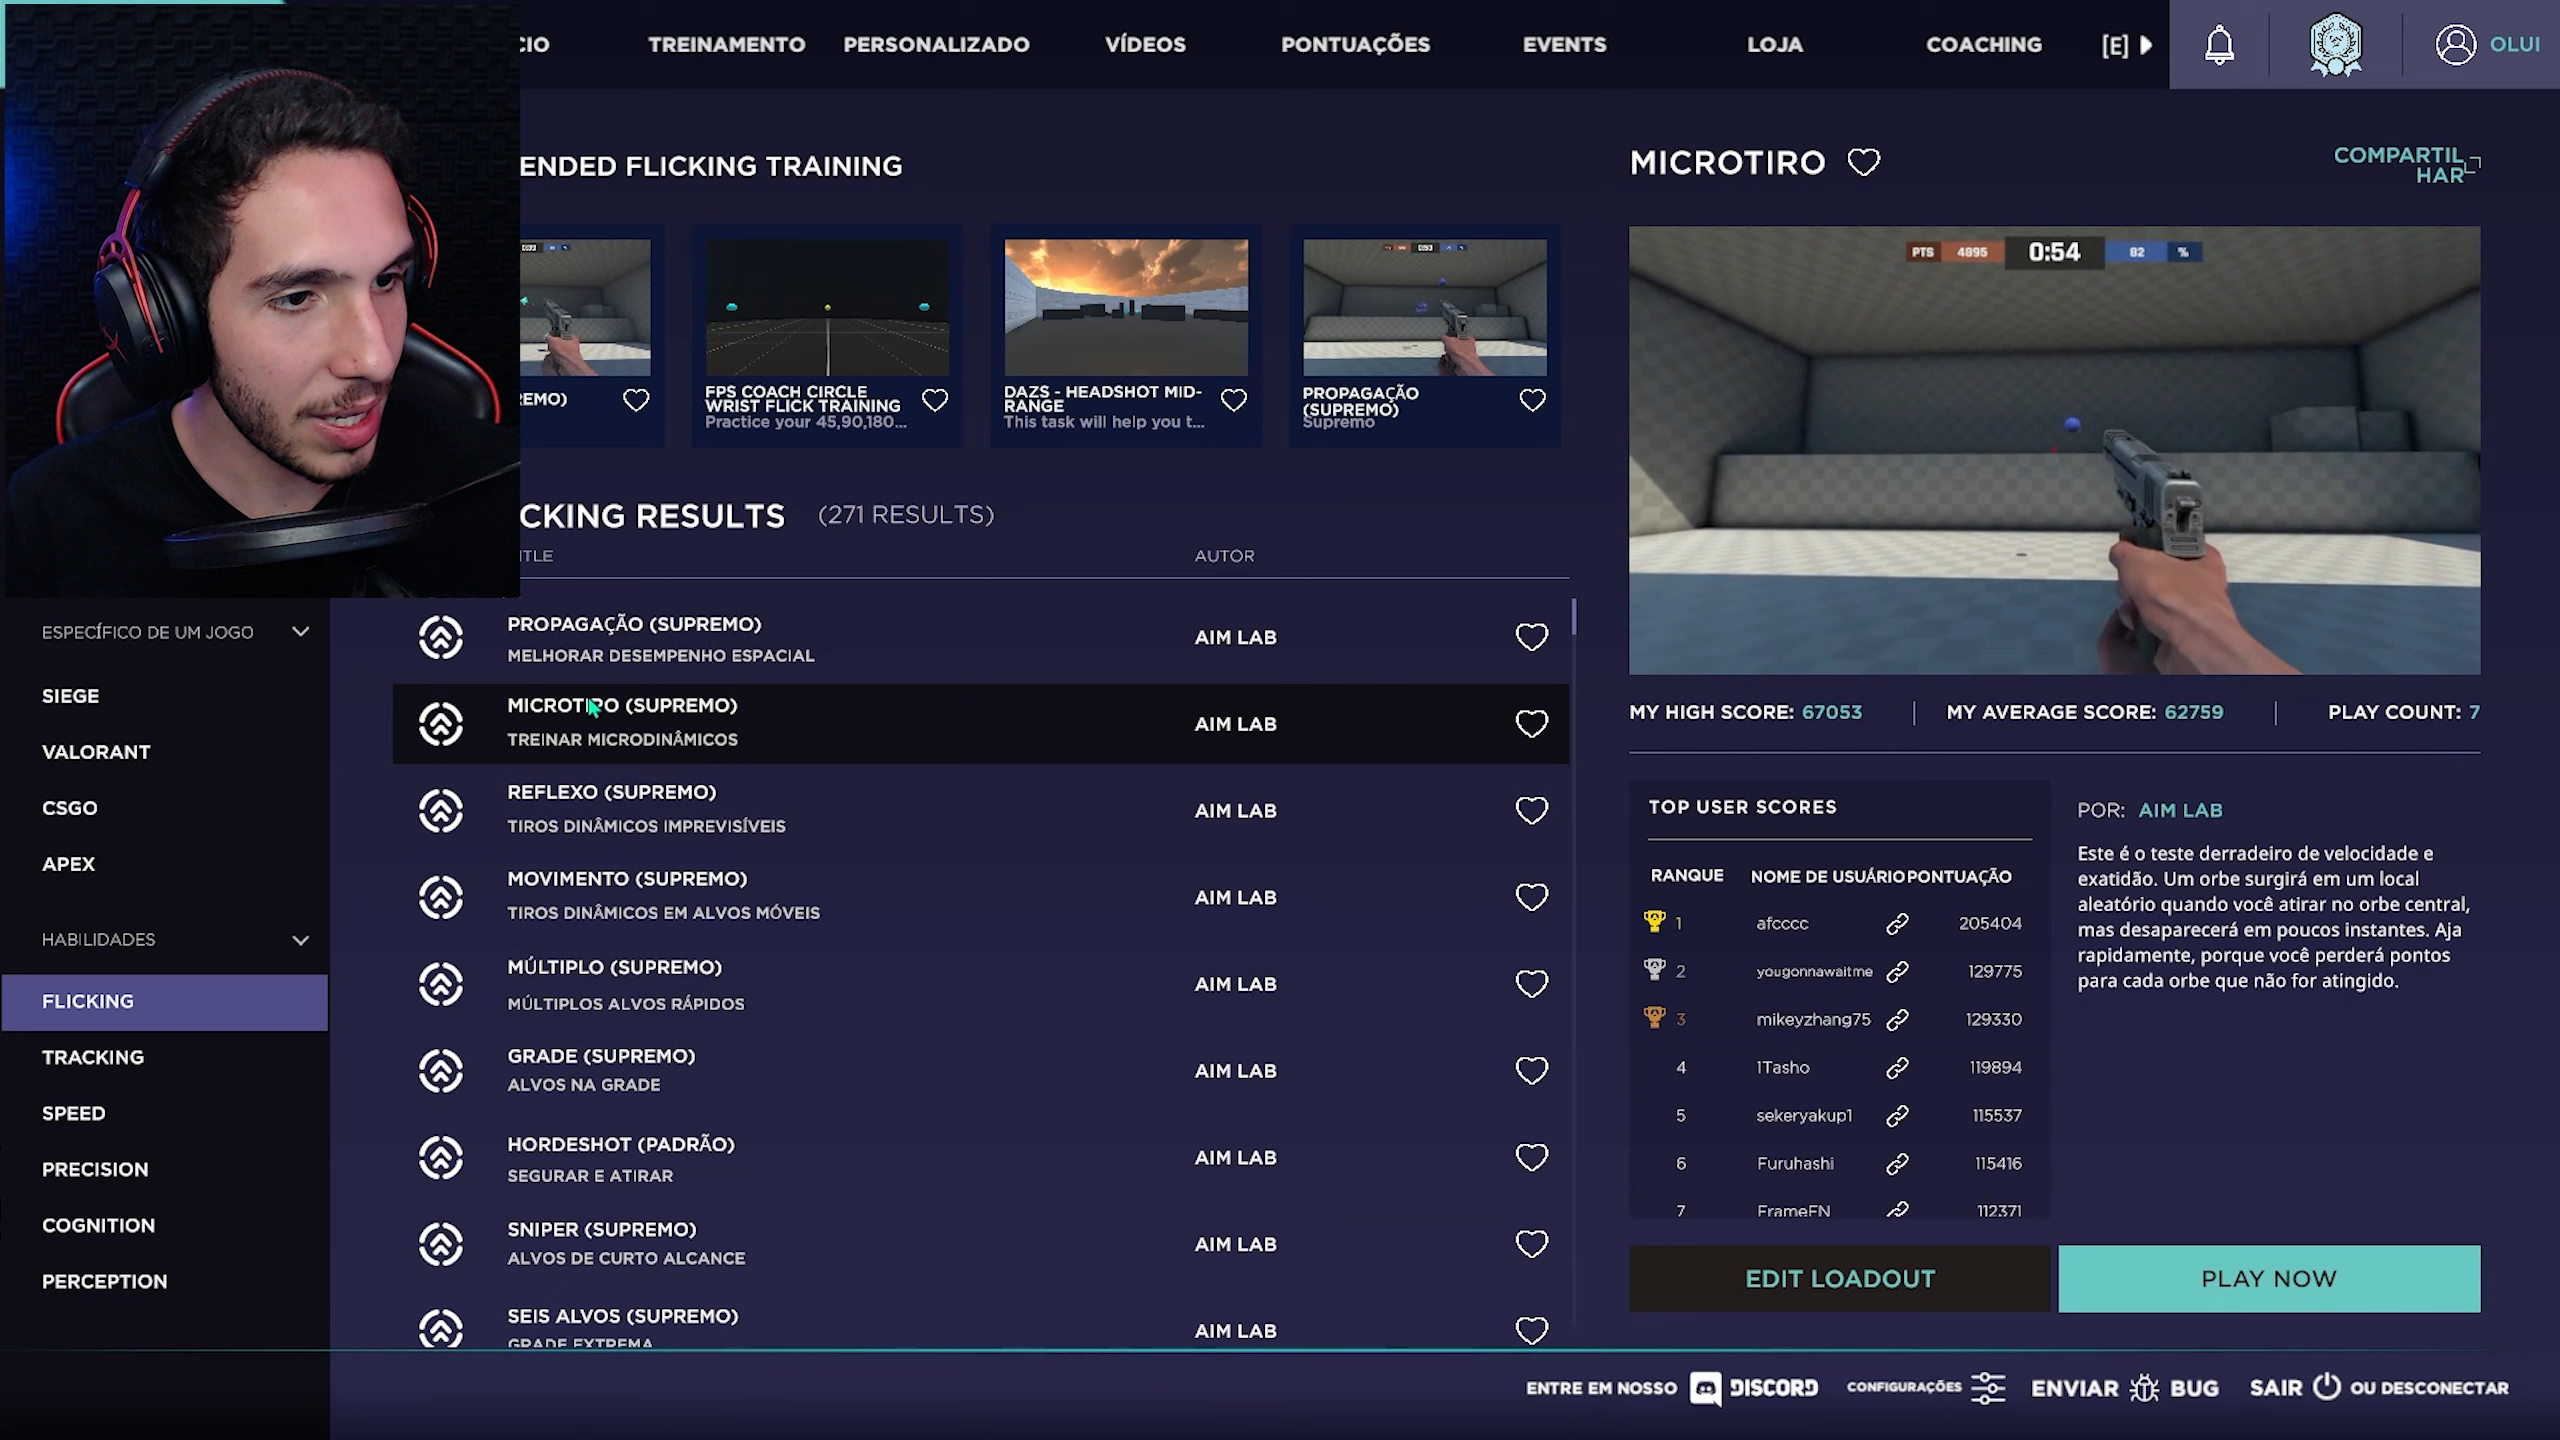 CIO
TREINAMENTO
PERSONALIZADO
VÍDEOS
PONTUAÇÕES
EVENTS
LOJA
COACHING
[E]
OLUI
ENDED FLICKING TRAINING
EMO)
FPS COACH CIRCLE
WRIST FLICK TRAINING
Practice your 45,90,180...
DAZS - HEADSHOT MID-
RANGE
This task will help you t...
PROPAGAÇÃO
(SUPREMO)
Supremo
CKING RESULTS (271 RESULTS)
ITLE
AUTOR
PROPAGAÇÃO (SUPREMO)
MELHORAR DESEMPENHO ESPACIAL
AIM LAB
MICROTIRO (SUPREMO)
TREINAR MICRODINÂMICOS
AIM LAB
REFLEXO (SUPREMO)
TIROS DINÂMICOS IMPREVISÍVEIS
AIM LAB
MOVIMENTO (SUPREMO)
TIROS DINÂMICOS EM ALVOS MÓVEIS
AIM LAB
MÚLTIPLO (SUPREMO)
MÚLTIPLOS ALVOS RÁPIDOS
AIM LAB
GRADE (SUPREMO)
ALVOS NA GRADE
AIM LAB
HORDESHOT (PADRÃO)
SEGURAR E ATIRAR
AIM LAB
SNIPER (SUPREMO)
ALVOS DE CURTO ALCANCE
AIM LAB
SEIS ALVOS (SUPREMO)
GRADE EXTREMA
AIM LAB
ESPECÍFICO DE UM JOGO
SIEGE
VALORANT
CSGO
APEX
HABILIDADES
FLICKING
TRACKING
SPEED
PRECISION
COGNITION
PERCEPTION
MICROTIRO
COMPARTIL
HAR
PTS 4895 0:54 82 %
MY HIGH SCORE: 67053
MY AVERAGE SCORE: 62759
PLAY COUNT: 7
TOP USER SCORES
RANQUE NOME DE USUÁRIO PONTUAÇÃO
1 afcccc 205404
2 yougonnawaitme 129775
3 mikeyzhang75 129330
4 1Tasho 119894
5 sekeryakup1 115537
6 Furuhashi 115416
7 FrameFN 112371
POR: AIM LAB
Este é o teste derradeiro de velocidade e
exatidão. Um orbe surgirá em um local
aleatório quando você atirar no orbe central,
mas desaparecerá em poucos instantes. Aja
rapidamente, porque você perderá pontos
para cada orbe que não for atingido.
EDIT LOADOUT
PLAY NOW
ENTRE EM NOSSO DISCORD
CONFIGURAÇÕES
ENVIAR BUG
SAIR OU DESCONECTAR